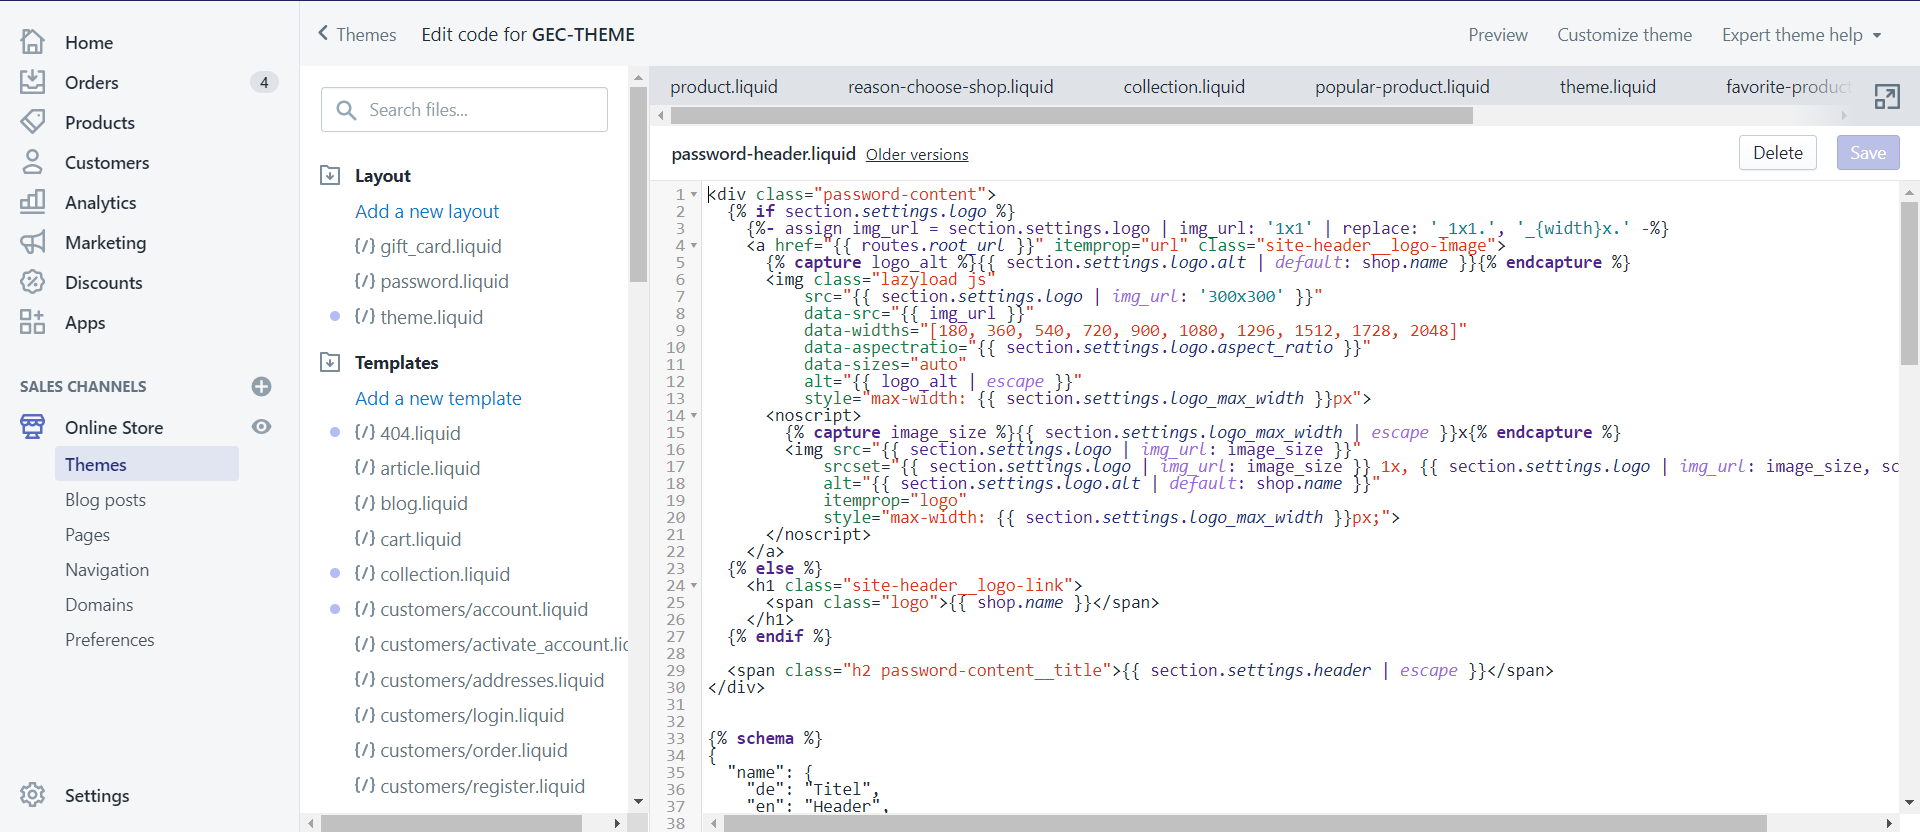 Home
Orders 4
Products
Customers
Analytics
Marketing
Discounts
Apps
SALES CHANNELS
Online Store
Themes
Blog posts
Pages
Navigation
Domains
Preferences
Settings
Themes Edit code for GEC-THEME
Preview Customize theme Expert theme help
Search files...
Layout
Add a new layout
{/} gift_card.liquid
{/} password.liquid
{/} theme.liquid
Templates
Add a new template
{/} 404.liquid
{/} article.liquid
{/} blog.liquid
{/} cart.liquid
{/} collection.liquid
{/} customers/account.liquid
{/} customers/activate_account.lic
{/} customers/addresses.liquid
{/} customers/login.liquid
{/} customers/order.liquid
{/} customers/register.liquid
product.liquid reason-choose-shop.liquid collection.liquid popular-product.liquid theme.liquid favorite-product
password-header.liquid Older versions Delete Save
1 <div class="password-content">
2 {% if section.settings.logo %}
3 {%- assign img_url = section.settings.logo | img_url: '1x1' | replace: '_1x1.', '_{width}x.' -%}
4 <a href="{{ routes.root_url }}" itemprop="url" class="site-header__logo-image">
5 {% capture logo_alt %}{{ section.settings.logo.alt | default: shop.name }}{% endcapture %}
6 <img class="lazyload js"
7 src="{{ section.settings.logo | img_url: '300x300' }}"
8 data-src="{{ img_url }}"
9 data-widths="[180, 360, 540, 720, 900, 1080, 1296, 1512, 1728, 2048]"
10 data-aspectratio="{{ section.settings.logo.aspect_ratio }}"
11 data-sizes="auto"
12 alt="{{ logo_alt | escape }}"
13 style="max-width: {{ section.settings.logo_max_width }}px">
14 <noscript>
15 {% capture image_size %}{{ section.settings.logo_max_width | escape }}x{% endcapture %}
16 <img src="{{ section.settings.logo | img_url: image_size }}"
17 srcset="{{ section.settings.logo | img_url: image_size }} 1x, {{ section.settings.logo | img_url: image_size, sc
18 alt="{{ section.settings.logo.alt | default: shop.name }}"
19 itemprop="logo"
20 style="max-width: {{ section.settings.logo_max_width }}px;">
21 </noscript>
22 </a>
23 {% else %}
24 <h1 class="site-header__logo-link">
25 <span class="logo">{{ shop.name }}</span>
26 </h1>
27 {% endif %}
28
29 <span class="h2 password-content__title">{{ section.settings.header | escape }}</span>
30 </div>
31
32
33 {% schema %}
34 {
35 "name": {
36 "de": "Titel",
37 "en": "Header",
38